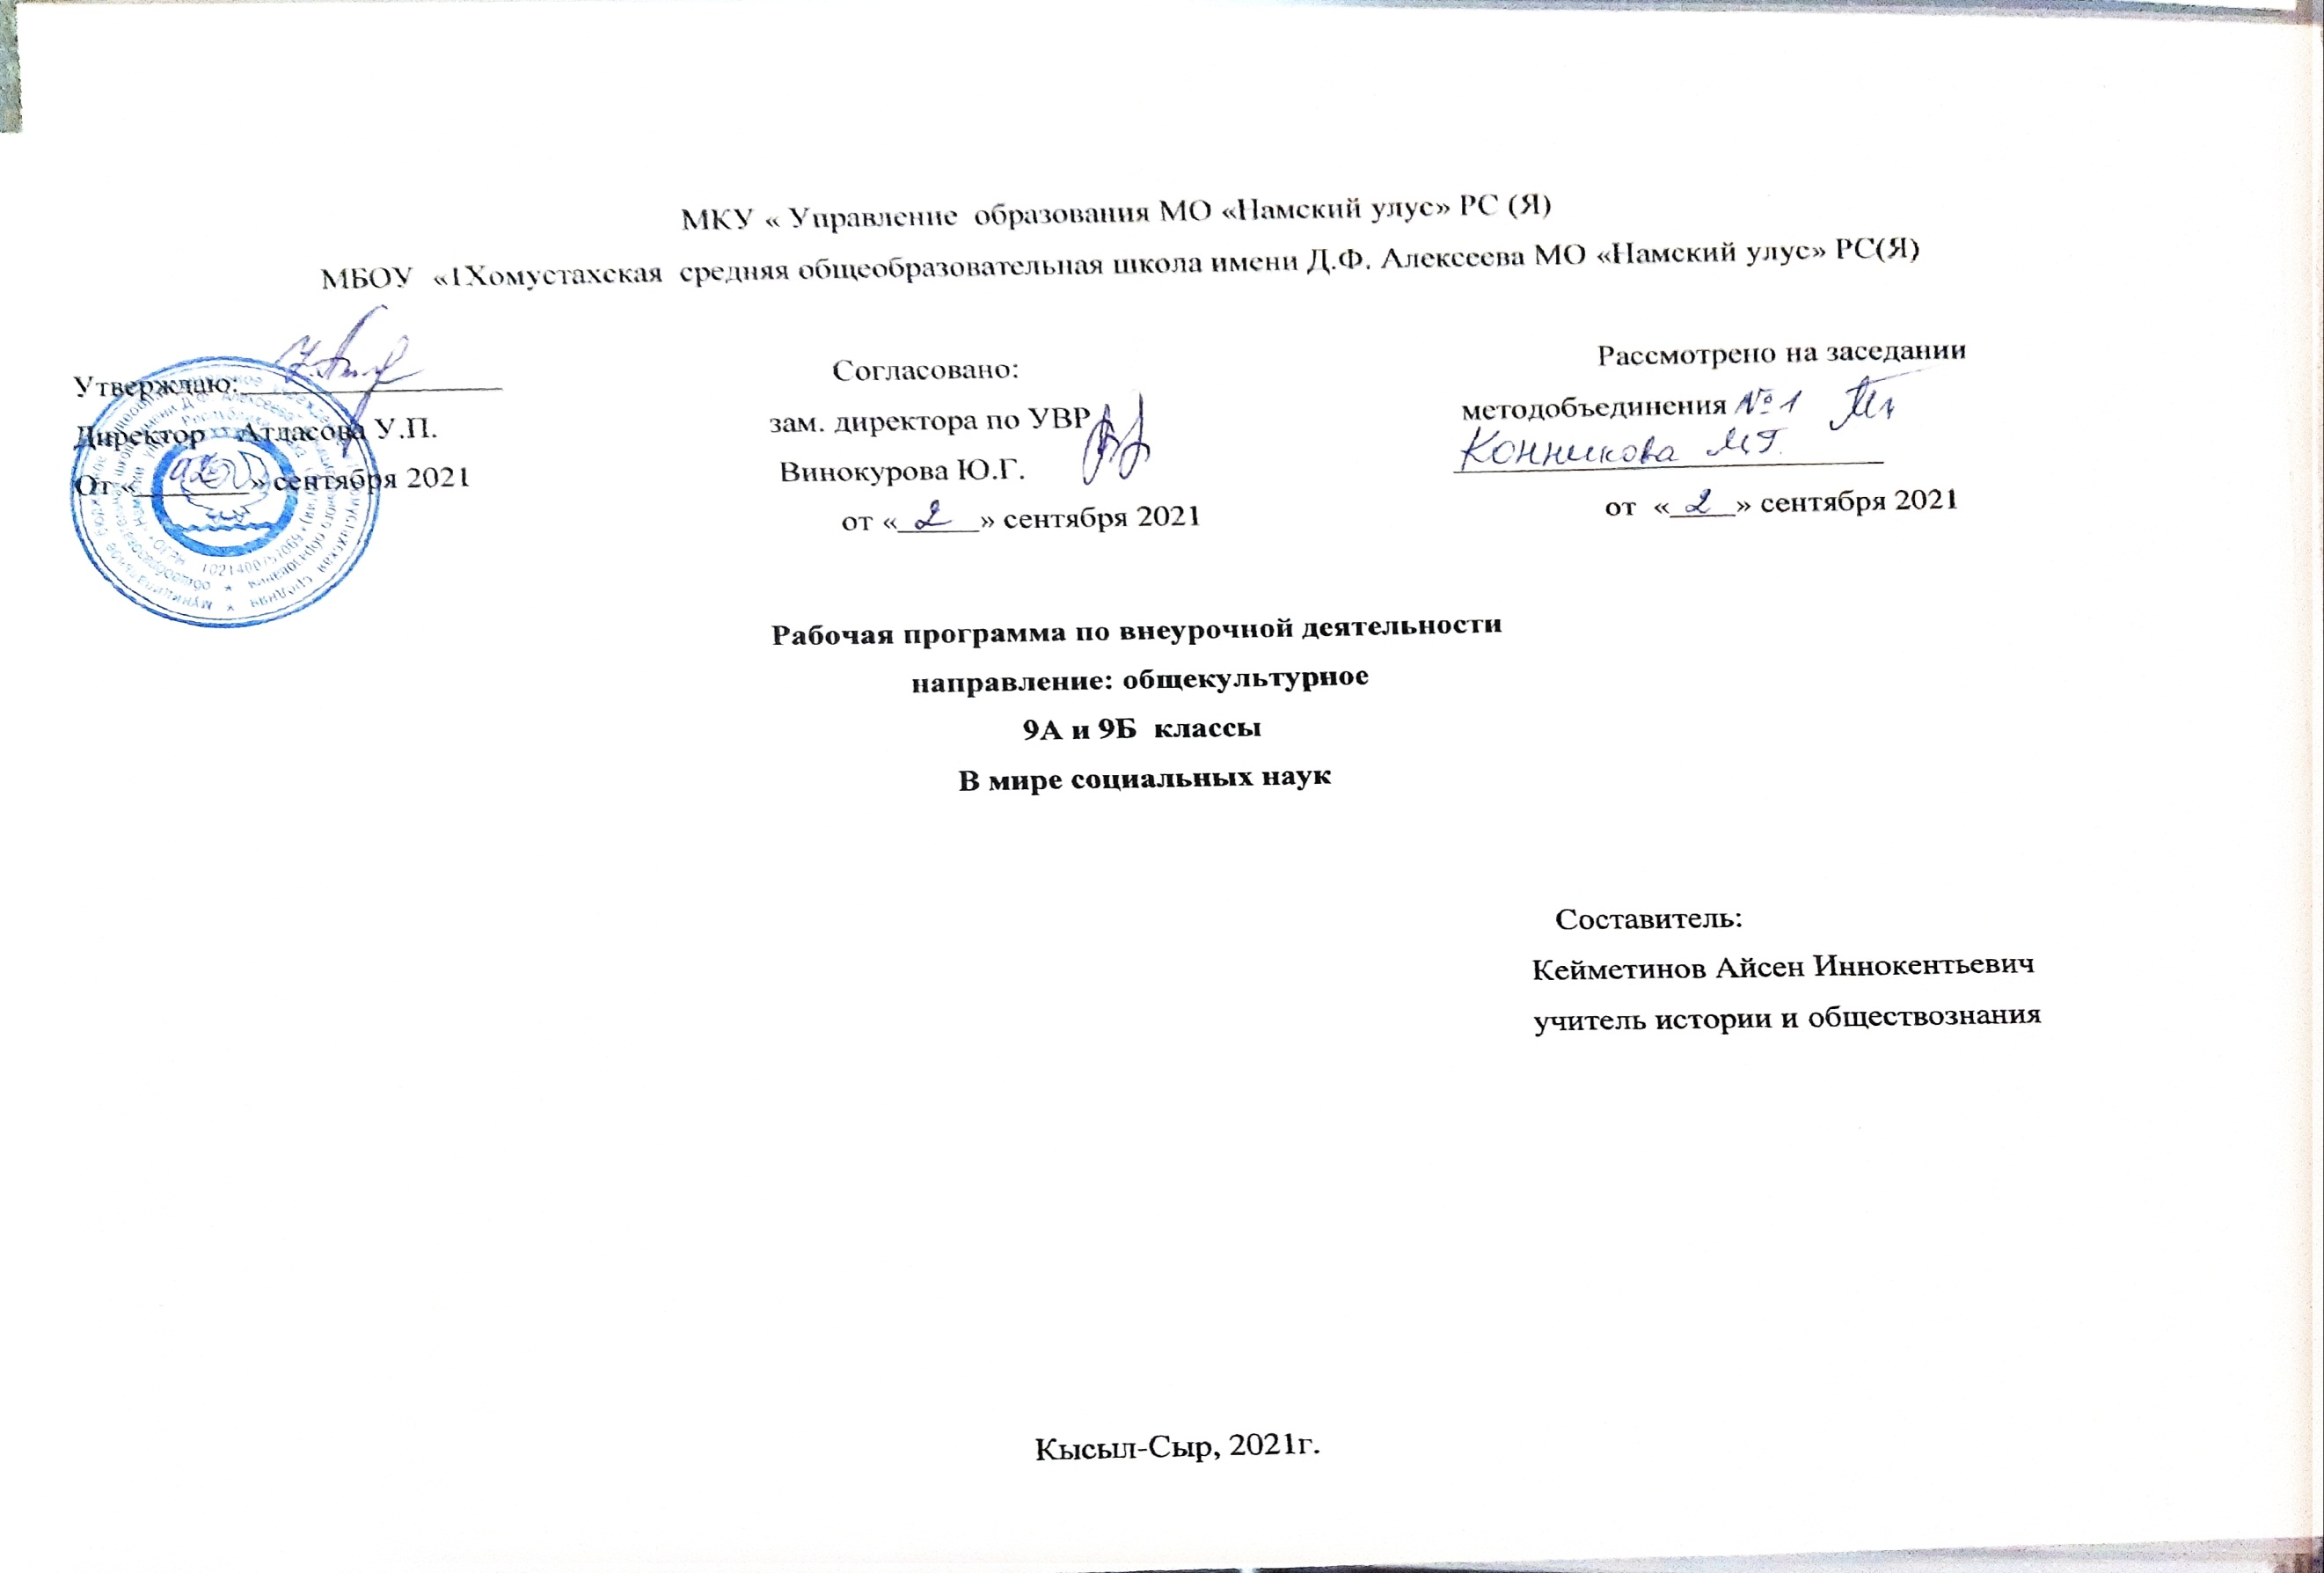 МКУ « Управление образования МО «Намский улус» РС (Я)
МБОУ «1Хомустахская средняя общеобразовательная школа имени Д.Ф. Алексеева МО «Намский улус» РС(Я)
Утверждаю:
Директор Атласова У.П.
От «02» сентября 2021
Согласовано:
зам. директора по УВР
Винокурова Ю.Г.
от «2» сентября 2021
Рассмотрено на заседании
методобъединения №1
Конникова М.Г.
от «2» сентября 2021
Рабочая программа по внеурочной деятельности
направление: общекультурное
9А и 9Б классы
В мире социальных наук
Составитель:
Кейметинов Айсен Иннокентьевич
учитель истории и обществознания
Кысыл-Сыр, 2021г.